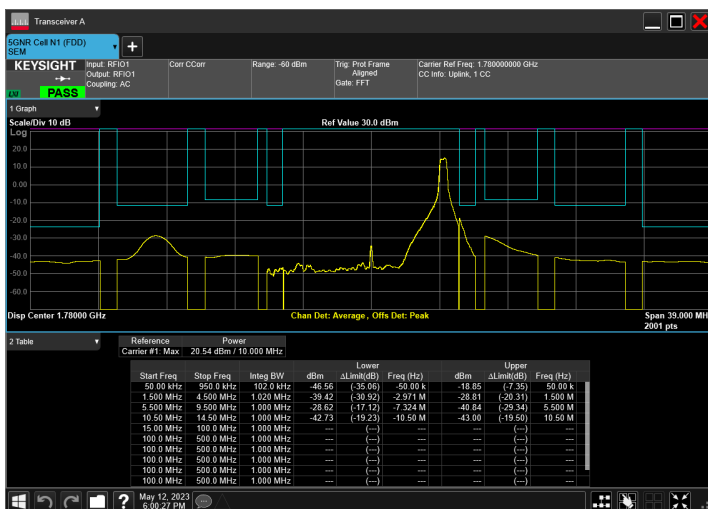 Transceiver A
5GNR Cell N1 (FDD)
SEM
KEYSIGHT
LXI
PASS
Input: RFIO1
Output: RFIO1
Coupling: AC
Corr CCorr
Range: -60 dBm
Trig: Prot Frame
Aligned
Gate: FFT
Carrier Ref Freq: 1.780000000 GHz
CC Info: Uplink, 1 CC
1 Graph
Scale/Div 10 dB
Ref Value 30.0 dBm
Log
20.0
10.0
0.00
-10.0
-20.0
-30.0
-40.0
-50.0
-60.0
Disp Center 1.78000 GHz
Chan Det: Average, Offs Det: Peak
Span 39.000 MH
2001 pts
2 Table
Reference Power
Carrier #1: Max 20.54 dBm / 10.000 MHz
Lower Upper
Start Freq Stop Freq Integ BW dBm ΔLimit(dB) Freq (Hz) dBm ΔLimit(dB) Freq (Hz)
50.00 kHz 950.0 kHz 102.0 kHz -46.56 (-35.06) -50.00 k -18.85 (-7.35) 50.00 k
1.500 MHz 4.500 MHz 1.020 MHz -39.42 (-30.92) -2.971 M -28.81 (-20.31) 1.500 M
5.500 MHz 9.500 MHz 1.000 MHz -28.62 (-17.12) -7.324 M -40.84 (-29.34) 5.500 M
10.50 MHz 14.50 MHz 1.000 MHz -42.73 (-19.23) -10.50 M -43.00 (-19.50) 10.50 M
15.00 MHz 100.0 MHz 1.000 MHz --- (---) --- --- (---) ---
100.0 MHz 500.0 MHz 1.000 MHz --- (---) --- --- (---) ---
100.0 MHz 500.0 MHz 1.000 MHz --- (---) --- --- (---) ---
100.0 MHz 500.0 MHz 1.000 MHz --- (---) --- --- (---) ---
100.0 MHz 500.0 MHz 1.000 MHz --- (---) --- --- (---) ---
100.0 MHz 500.0 MHz 1.000 MHz --- (---) --- --- (---) ---
May 12, 2023
6:00:27 PM